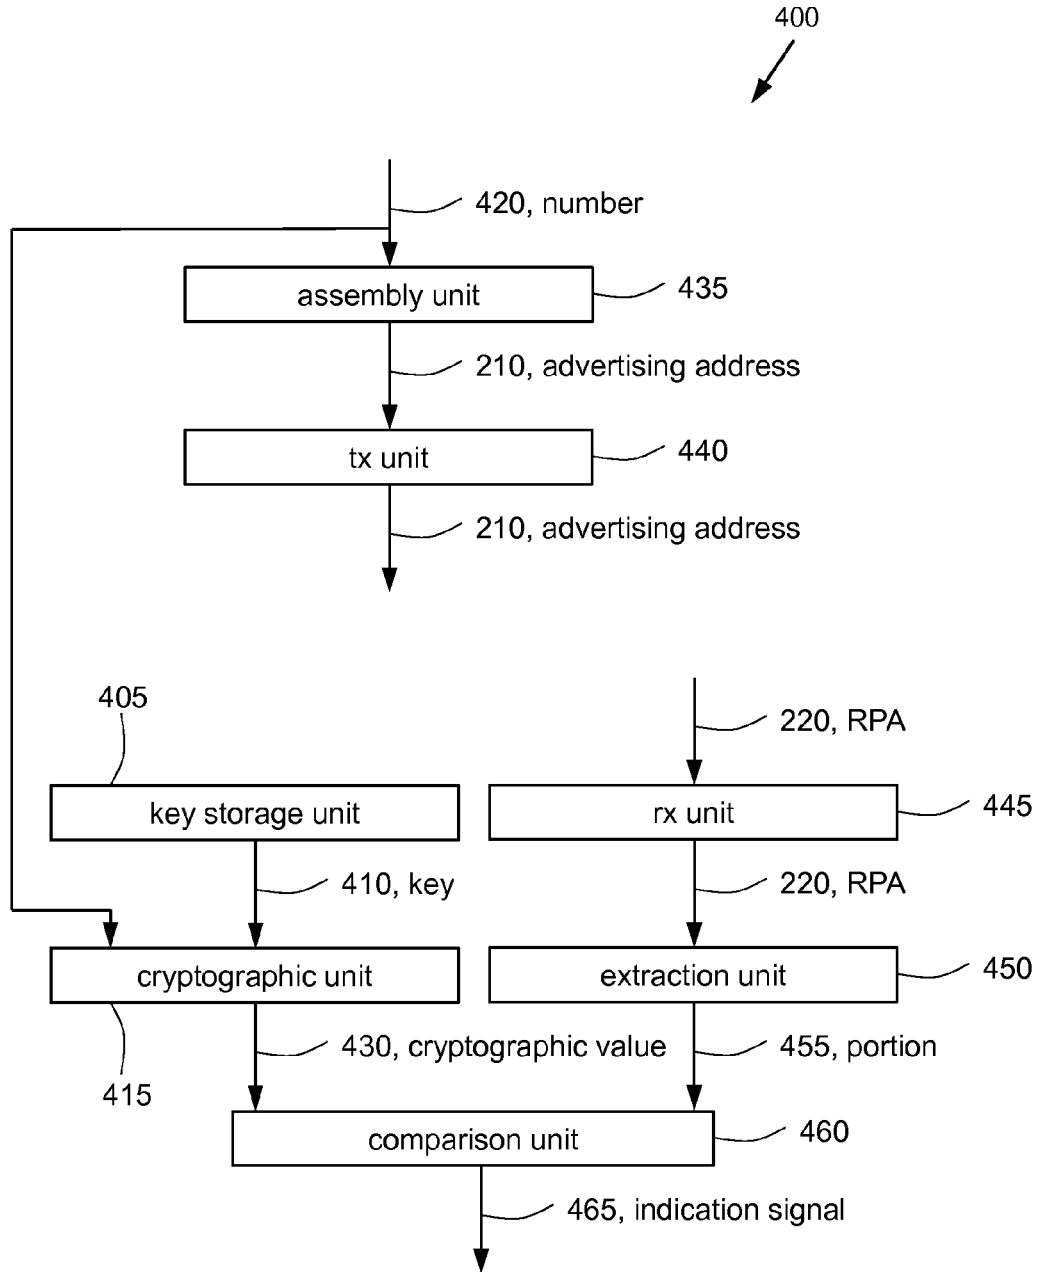 400
420, number
assembly unit
435
210, advertising address
tx unit
440
210, advertising address
405
220, RPA
key storage unit
rx unit
445
410, key
220, RPA
cryptographic unit
extraction unit
450
430, cryptographic value
455, portion
415
comparison unit
460
465, indication signal